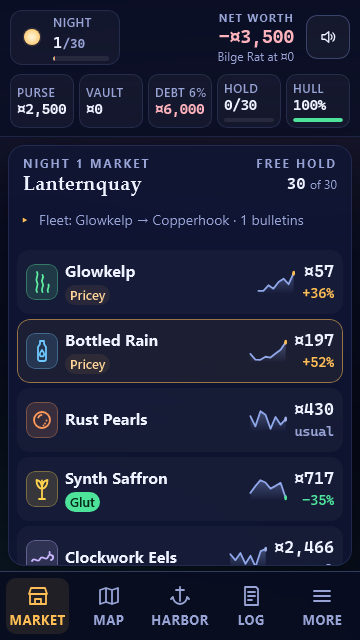 NIGHT
1/30
NET WORTH
−¤3,500
Bilge Rat at ¤0
PURSE
¤2,500
VAULT
¤0
DEBT 6%
¤6,000
HOLD
0/30
HULL
100%
NIGHT 1 MARKET
Lanternquay
FREE HOLD
30 of 30
▸ Fleet: Glowkelp → Copperhook · 1 bulletins
Glowkelp
Pricey
¤57
+36%
Bottled Rain
Pricey
¤197
+52%
Rust Pearls
¤430
usual
Synth Saffron
Glut
¤717
−35%
Clockwork Eels
¤2,466
MARKET
MAP
HARBOR
LOG
MORE